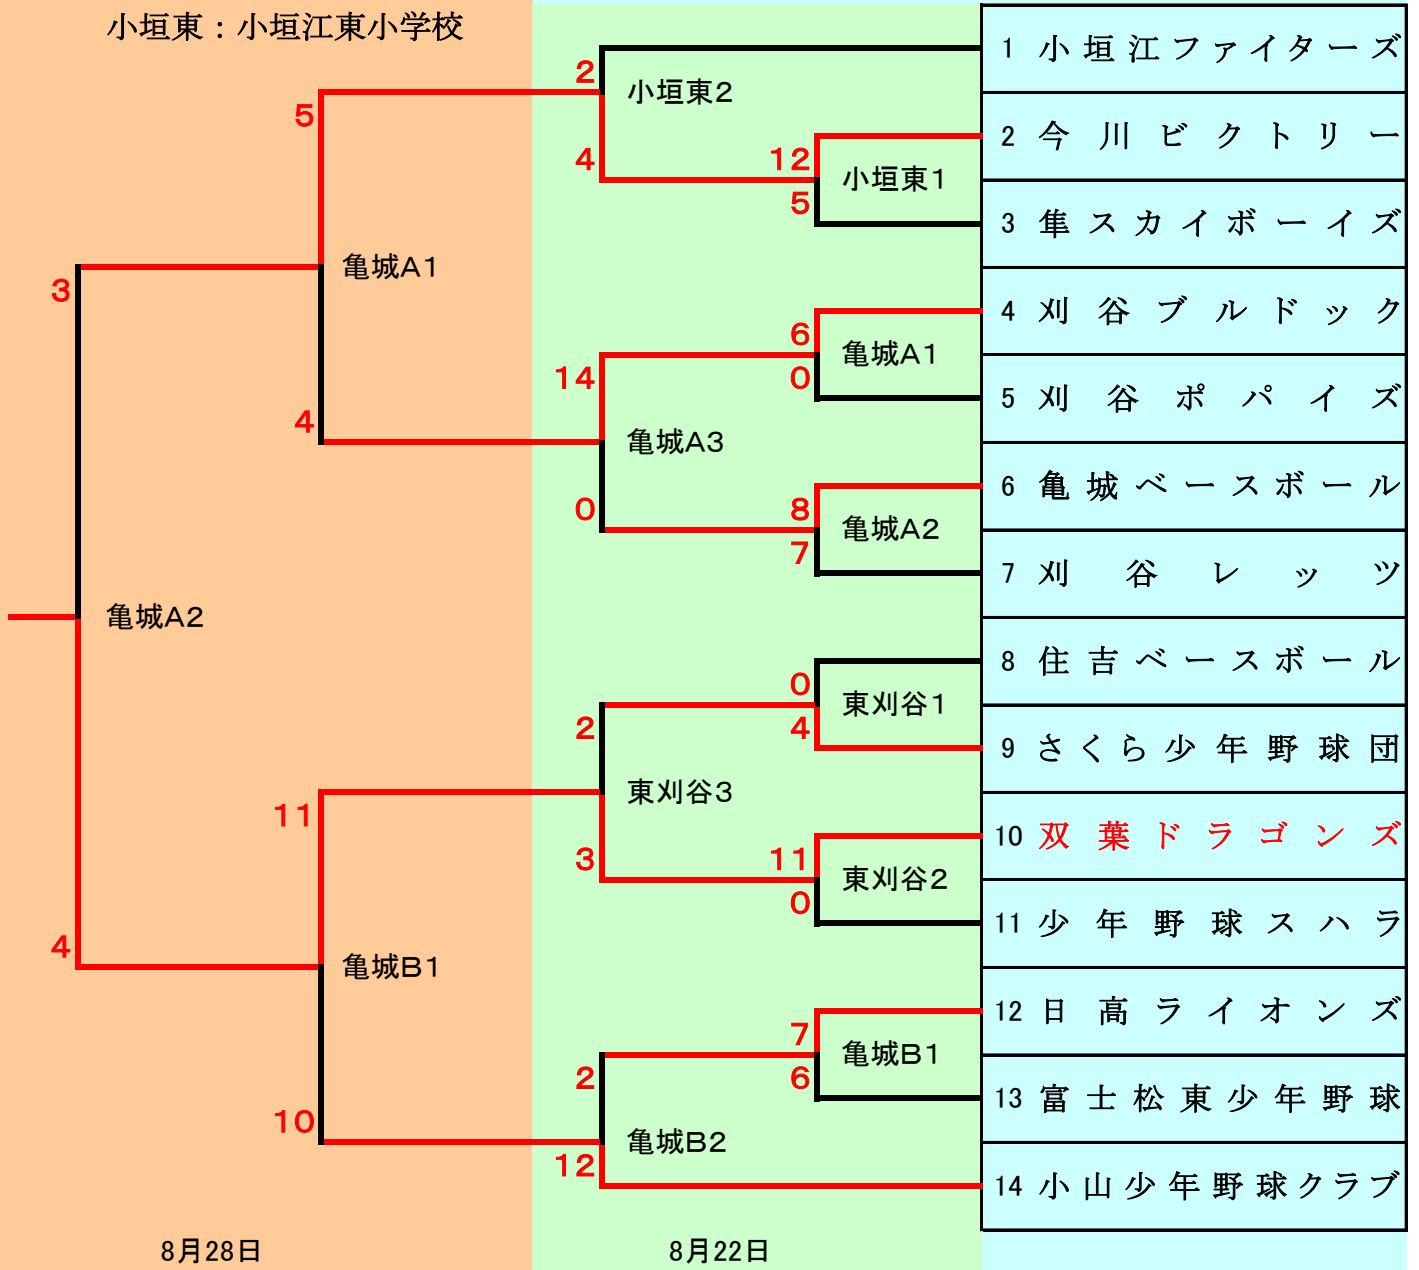 小垣東：小垣江東小学校
1 小垣江ファイターズ
2 今川ビクトリー
3 隼スカイボーイズ
4 刈谷ブルドック
5 刈谷ポパイズ
6 亀城ベースボール
7 刈谷レッツ
8 住吉ベースボール
9 さくら少年野球団
10 双葉ドラゴンズ
11 少年野球スハラ
12 日高ライオンズ
13 富士松東少年野球
14 小山少年野球クラブ
12
小垣東1
5
6
亀城A1
0
8
亀城A2
7
0
東刈谷1
4
11
東刈谷2
0
7
亀城B1
6
2
小垣東2
4
14
亀城A3
0
2
東刈谷3
3
2
亀城B2
12
5
亀城A1
4
11
亀城B1
10
3
亀城A2
4
8月28日
8月22日